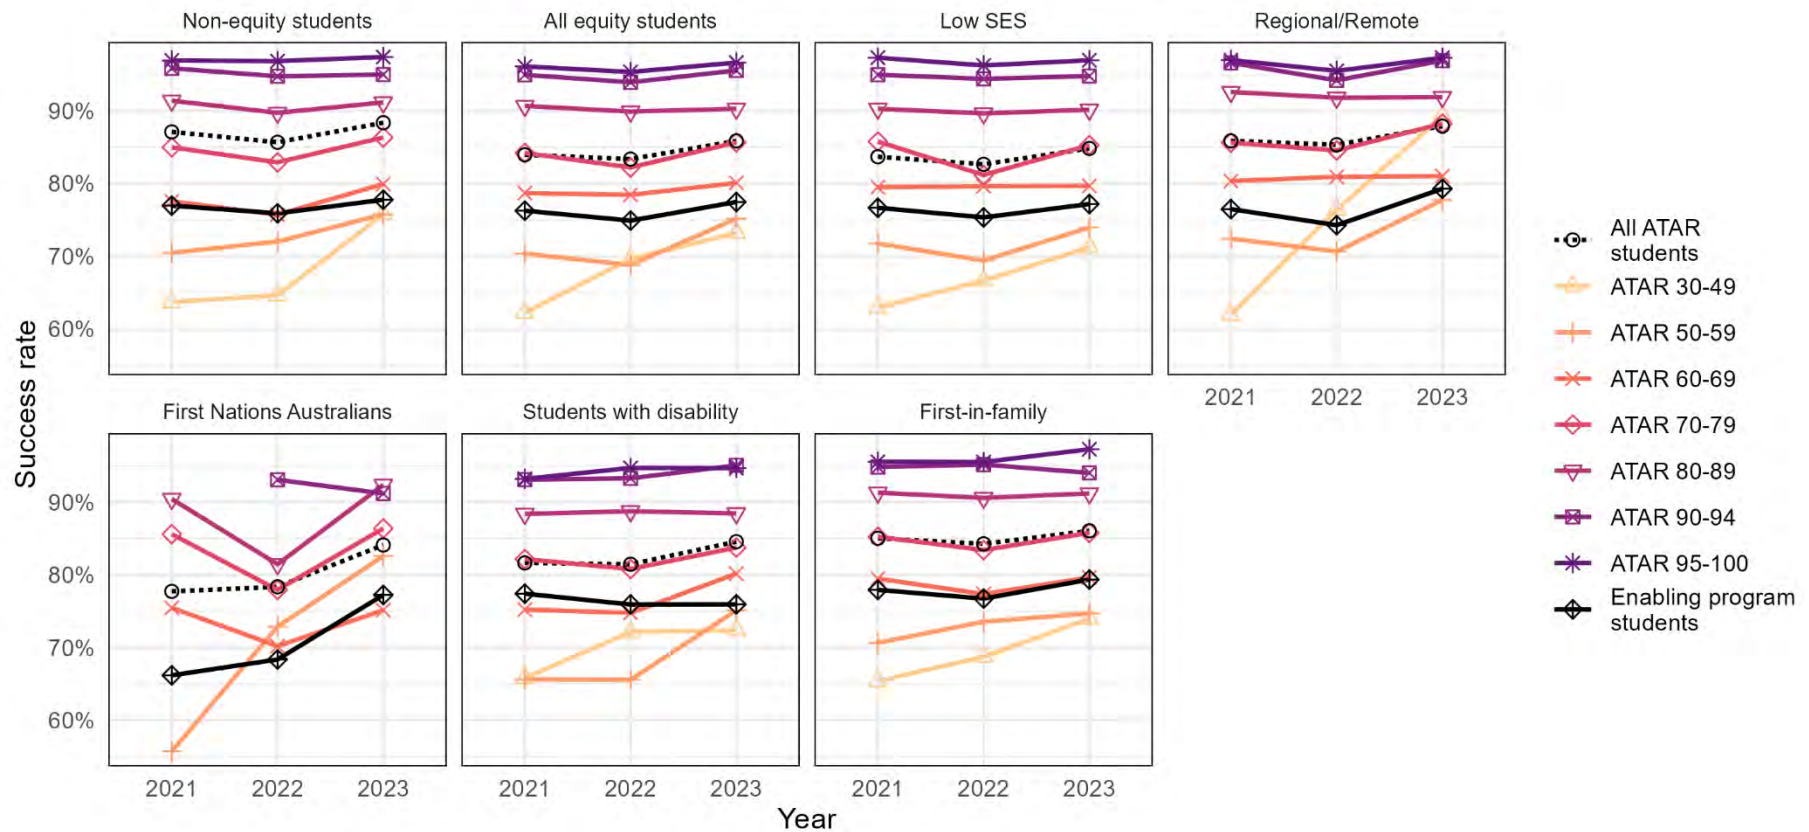 Non-equity students
All equity students
Low SES
Regional/Remote
90%
80%
70%
60%
2021 2022 2023
First Nations Australians
Students with disability
First-in-family
90%
80%
70%
60%
2021 2022 2023
2021 2022 2023
2021 2022 2023
Success rate
Year
All ATAR
students
ATAR 30-49
ATAR 50-59
ATAR 60-69
ATAR 70-79
ATAR 80-89
ATAR 90-94
ATAR 95-100
Enabling program
students